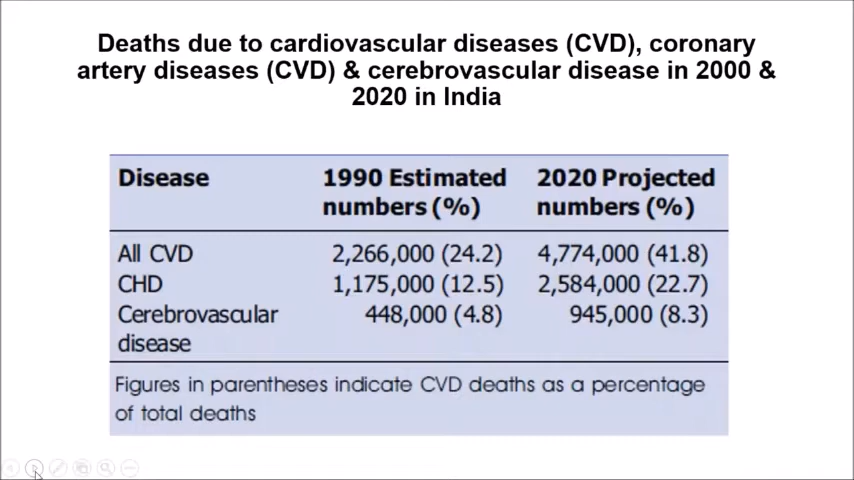 Deaths due to cardiovascular diseases (CVD), coronary
artery diseases (CVD) & cerebrovascular disease in 2000 &
2020 in India
Disease 1990 Estimated 2020 Projected
numbers (%) numbers (%)
All CVD 2,266,000 (24.2) 4,774,000 (41.8)
CHD 1,175,000 (12.5) 2,584,000 (22.7)
Cerebrovascular 448,000 (4.8) 945,000 (8.3)
disease
Figures in parentheses indicate CVD deaths as a percentage
of total deaths